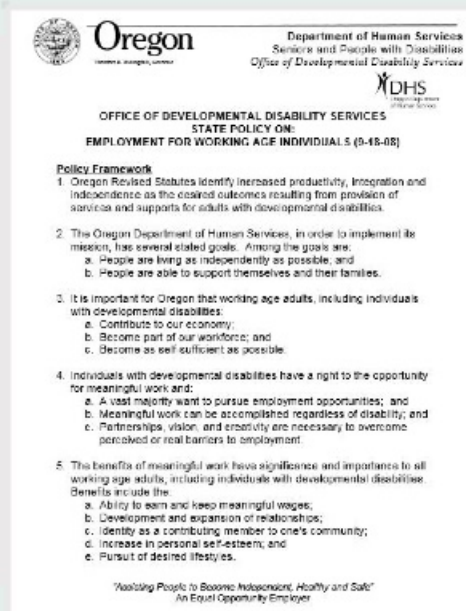 Oregon
Department of Human Services
Seniors and People with Disabilities
Office of Developmental Disability Services
DHS
OFFICE OF DEVELOPMENTAL DISABILITY SERVICES
STATE POLICY ON:
EMPLOYMENT FOR WORKING AGE INDIVIDUALS (9-18-08)
Policy Framework
1. Oregon Revised Statutes identify increased productivity, integration and
independence as the desired outcomes resulting from provision of
services and supports for adults with developmental disabilities.
2. The Oregon Department of Human Services, in order to implement its
mission, has several stated goals. Among the goals are:
a. People are living as independently as possible; and
b. People are able to support themselves and their families.
3. It is important for Oregon that working age adults, including individuals
with developmental disabilities:
a. Contribute to our economy;
b. Become part of our workforce; and
c. Become as self sufficient as possible.
4. Individuals with developmental disabilities have a right to the opportunity
for meaningful work and:
a. A vast majority want to pursue employment opportunities; and
b. Meaningful work can be accomplished regardless of disability; and
c. Partnerships, vision, and creativity are necessary to overcome
perceived or real barriers to employment.
5. The benefits of meaningful work have significance and importance to all
working age adults, including individuals with developmental disabilities.
Benefits include the:
a. Ability to earn and keep meaningful wages;
b. Development and expansion of relationships;
c. Identity as a contributing member to one's community;
d. Increase in personal self-esteem; and
e. Pursuit of desired lifestyles.
"Assisting People to Become Independent, Healthy and Safe"
An Equal Opportunity Employer